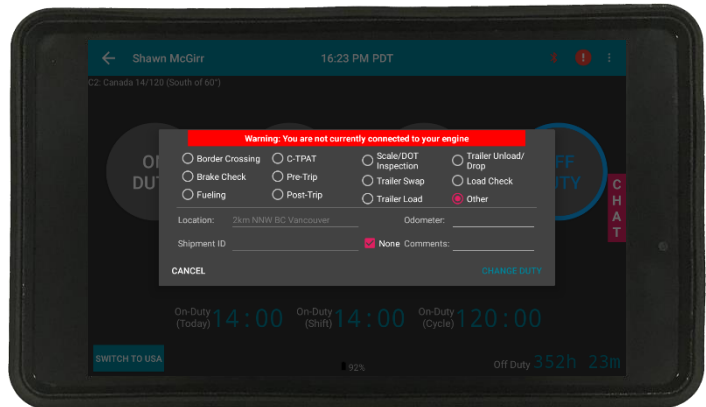 Shawn McGirr 16:23 PM PDT
C2: Canada 14/120 (South of 60°)
Warning: You are not currently connected to your engine
Border Crossing C-TPAT Scale/DOT Inspection Trailer Unload/ Drop
Brake Check Pre-Trip Trailer Swap Load Check
Fueling Post-Trip Trailer Load Other
Location: 2km NNW BC Vancouver Odometer:
Shipment ID None Comments:
CANCEL CHANGE DUTY
CHAT
On-Duty (Today) 14:00 On-Duty (Shift) 14:00 On-Duty (Cycle) 120:00
SWITCH TO USA 92% Off Duty 352h 23m